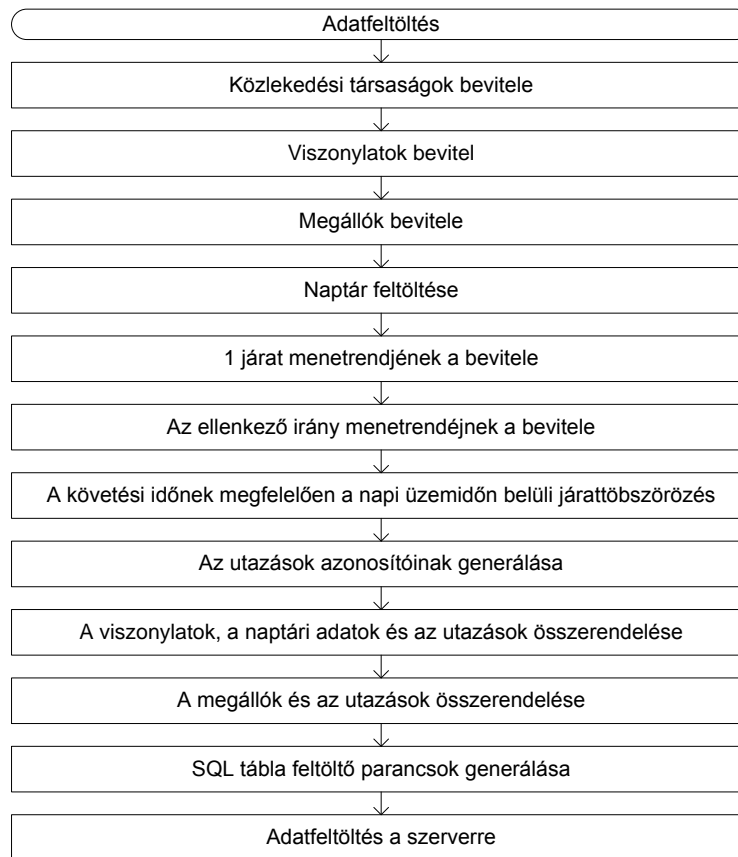 Adatfeltöltés
Közlekedési társaságok bevitele
Viszonylatok bevitel
Megállók bevitele
Naptár feltöltése
1 járat menetrendjének a bevitele
Az ellenkező irány menetrendéjnek a bevitele
A követési időnek megfelelően a napi üzemidőn belüli járattöbszörözés
Az utazások azonosítóinak generálása
A viszonylatok, a naptári adatok és az utazások összerendelése
A megállók és az utazások összerendelése
SQL tábla feltöltő parancsok generálása
Adatfeltöltés a szerverre